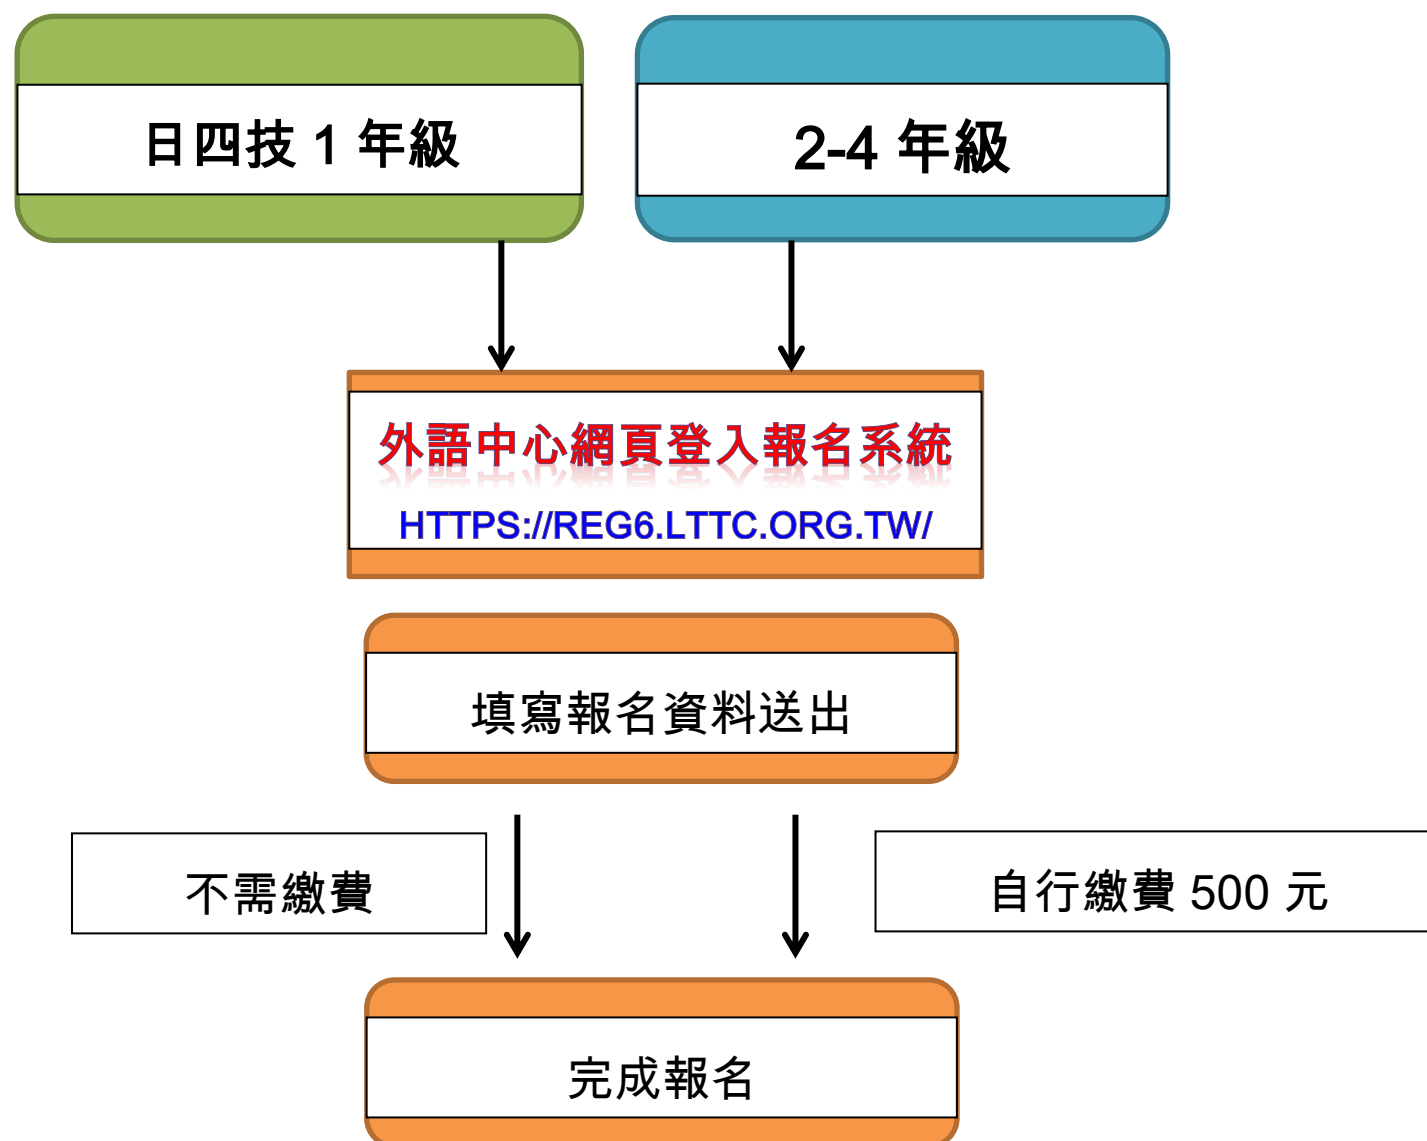 日四技 1 年級
2-4 年級
外語中心網頁登入報名系統
HTTPS://REG6.LTTC.ORG.TW/
填寫報名資料送出
不需繳費
自行繳費 500 元
完成報名